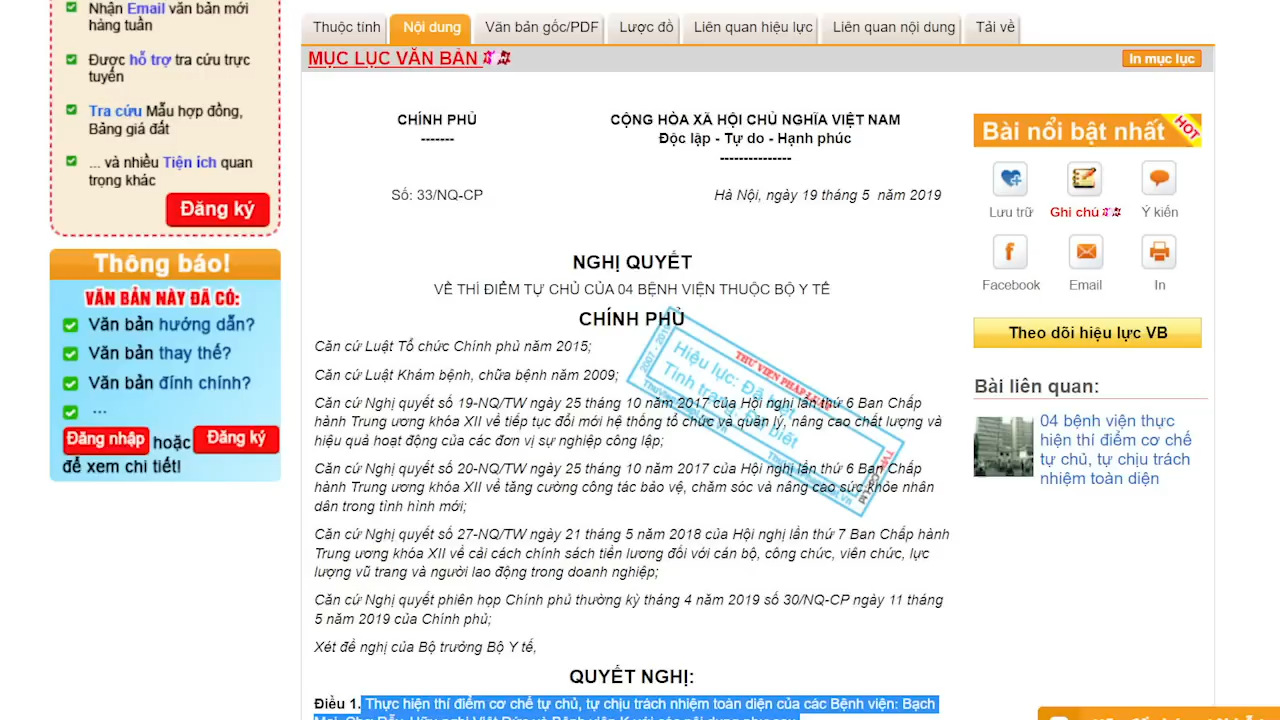 Nhận Email văn bản mới
hàng tuần
Được hỗ trợ tra cứu trực
tuyến
Tra cứu Mẫu hợp đồng,
Bảng giá đất
... và nhiều Tiện ích quan
trọng khác
Đăng ký
Thông báo!
VĂN BẢN NÀY ĐÃ CÓ:
Văn bản hướng dẫn?
Văn bản thay thế?
Văn bản đính chính?
...
Đăng nhập hoặc Đăng ký
để xem chi tiết!
Thuộc tính
Nội dung
Văn bản gốc/PDF
Lược đồ
Liên quan hiệu lực
Liên quan nội dung
Tải về
MỤC LỤC VĂN BẢN
In mục lục
CHÍNH PHỦ
-------
CỘNG HÒA XÃ HỘI CHỦ NGHĨA VIỆT NAM
Độc lập - Tự do - Hạnh phúc
---------------
Số: 33/NQ-CP
Hà Nội, ngày 19 tháng 5 năm 2019
NGHỊ QUYẾT
VỀ THÍ ĐIỂM TỰ CHỦ CỦA 04 BỆNH VIỆN THUỘC BỘ Y TẾ
CHÍNH PHỦ
Căn cứ Luật Tổ chức Chính phủ năm 2015;
Căn cứ Luật Khám bệnh, chữa bệnh năm 2009;
Căn cứ Nghị quyết số 19-NQ/TW ngày 25 tháng 10 năm 2017 của Hội nghị lần thứ 6 Ban Chấp
hành Trung ương khóa XII về tiếp tục đổi mới hệ thống tổ chức và quản lý, nâng cao chất lượng và
hiệu quả hoạt động của các đơn vị sự nghiệp công lập;
Căn cứ Nghị quyết số 20-NQ/TW ngày 25 tháng 10 năm 2017 của Hội nghị lần thứ 6 Ban Chấp
hành Trung ương khóa XII về tăng cường công tác bảo vệ, chăm sóc và nâng cao sức khỏe nhân
dân trong tình hình mới;
Căn cứ Nghị quyết số 27-NQ/TW ngày 21 tháng 5 năm 2018 của Hội nghị lần thứ 7 Ban Chấp hành
Trung ương khóa XII về cải cách chính sách tiền lương đối với cán bộ, công chức, viên chức, lực
lượng vũ trang và người lao động trong doanh nghiệp;
Căn cứ Nghị quyết phiên họp Chính phủ thường kỳ tháng 4 năm 2019 số 30/NQ-CP ngày 11 tháng
5 năm 2019 của Chính phủ;
Xét đề nghị của Bộ trưởng Bộ Y tế,
QUYẾT NGHỊ:
Điều 1. Thực hiện thí điểm cơ chế tự chủ, tự chịu trách nhiệm toàn diện của các Bệnh viện: Bạch
THƯ VIỆN PHÁP LUẬT
Hiệu lực: Đã
biết
Bài nổi bật nhất
HOT
Lưu trữ
Ghi chú
Ý kiến
Facebook
Email
In
Theo dõi hiệu lực VB
Bài liên quan:
04 bệnh viện thực
hiện thí điểm cơ chế
tự chủ, tự chịu trách
nhiệm toàn diện